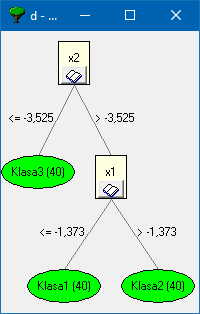 d - ...
x2
<= -3,525
> -3,525
Klasa3 (40)
x1
<= -1,373
> -1,373
Klasa1 (40)
Klasa2 (40)